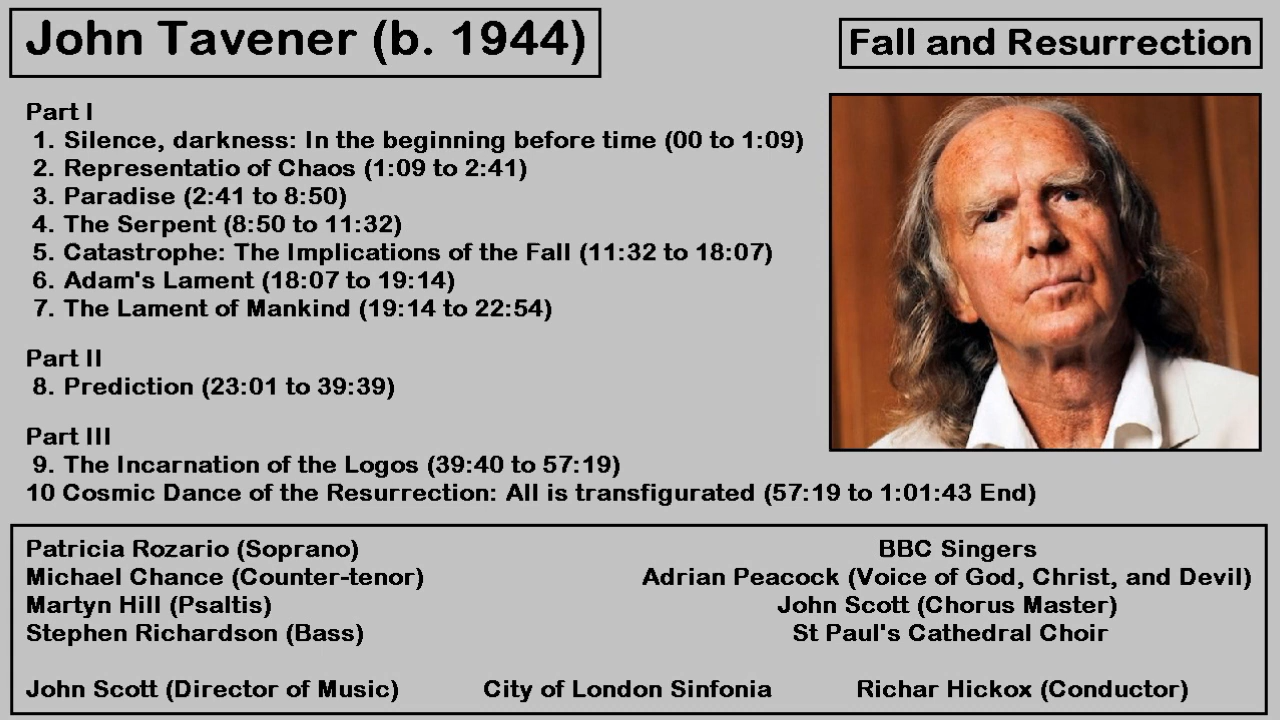 John Tavener (b. 1944)
Fall and Resurrection
Part I
1. Silence, darkness: In the beginning before time (00 to 1:09)
2. Representatio of Chaos (1:09 to 2:41)
3. Paradise (2:41 to 8:50)
4. The Serpent (8:50 to 11:32)
5. Catastrophe: The Implications of the Fall (11:32 to 18:07)
6. Adam's Lament (18:07 to 19:14)
7. The Lament of Mankind (19:14 to 22:54)
Part II
8. Prediction (23:01 to 39:39)
Part III
9. The Incarnation of the Logos (39:40 to 57:19)
10 Cosmic Dance of the Resurrection: All is transfigurated (57:19 to 1:01:43 End)
Patricia Rozario (Soprano)
Michael Chance (Counter-tenor)
Martyn Hill (Psaltis)
Stephen Richardson (Bass)
BBC Singers
Adrian Peacock (Voice of God, Christ, and Devil)
John Scott (Chorus Master)
St Paul's Cathedral Choir
John Scott (Director of Music)
City of London Sinfonia
Richar Hickox (Conductor)